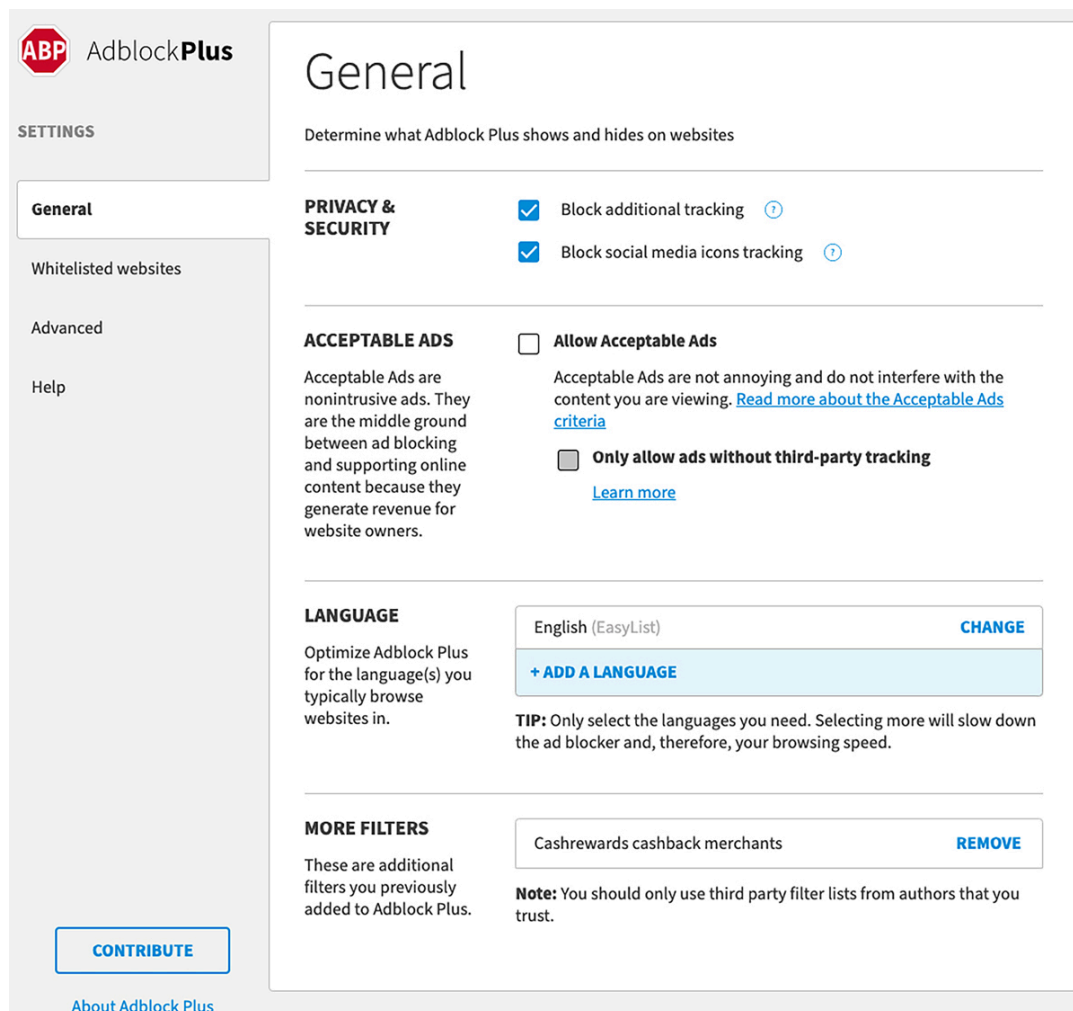 ABP AdblockPlus
SETTINGS
General
Whitelisted websites
Advanced
Help
CONTRIBUTE
About Adblock Plus
General
Determine what Adblock Plus shows and hides on websites
PRIVACY &
SECURITY
Block additional tracking ?
Block social media icons tracking ?
ACCEPTABLE ADS
Acceptable Ads are
nonintrusive ads. They
are the middle ground
between ad blocking
and supporting online
content because they
generate revenue for
website owners.
Allow Acceptable Ads
Acceptable Ads are not annoying and do not interfere with the
content you are viewing. Read more about the Acceptable Ads
criteria
Only allow ads without third-party tracking
Learn more
LANGUAGE
Optimize Adblock Plus
for the language(s) you
typically browse
websites in.
English (EasyList) CHANGE
+ ADD A LANGUAGE
TIP: Only select the languages you need. Selecting more will slow down
the ad blocker and, therefore, your browsing speed.
MORE FILTERS
These are additional
filters you previously
added to Adblock Plus.
Cashrewards cashback merchants REMOVE
Note: You should only use third party filter lists from authors that you
trust.